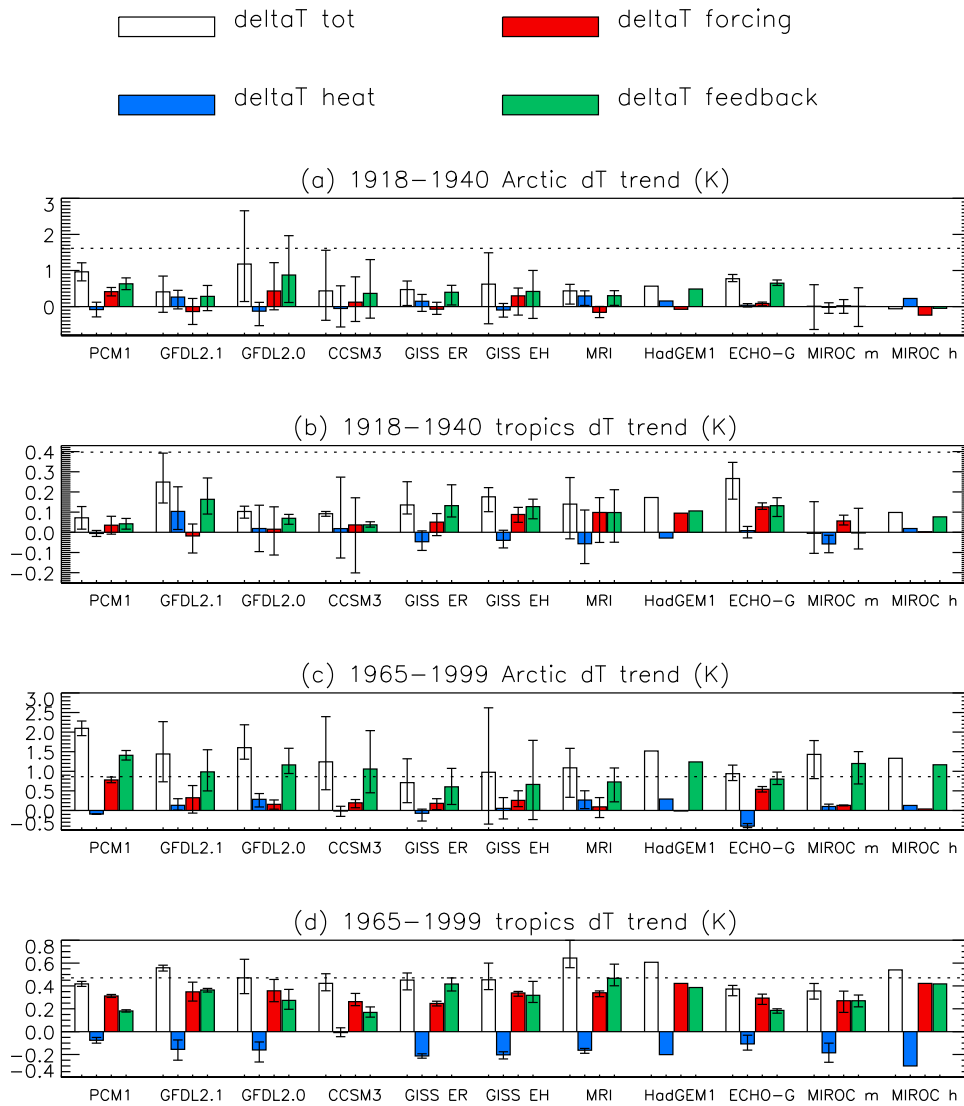 deltaT tot
deltaT forcing
deltaT heat
deltaT feedback
(a) 1918−1940 Arctic dT trend (K)
3
2
1
0
PCM1 GFDL2.1 GFDL2.0 CCSM3 GISS ER GISS EH MRI HadGEM1 ECHO−G MIROC m MIROC h
(b) 1918−1940 tropics dT trend (K)
0.4
0.3
0.2
0.1
0.0
−0.1
−0.2
PCM1 GFDL2.1 GFDL2.0 CCSM3 GISS ER GISS EH MRI HadGEM1 ECHO−G MIROC m MIROC h
(c) 1965−1999 Arctic dT trend (K)
3.0
2.5
2.0
1.5
1.0
0.5
0.0
−0.5
PCM1 GFDL2.1 GFDL2.0 CCSM3 GISS ER GISS EH MRI HadGEM1 ECHO−G MIROC m MIROC h
(d) 1965−1999 tropics dT trend (K)
0.8
0.6
0.4
0.2
0.0
−0.2
−0.4
PCM1 GFDL2.1 GFDL2.0 CCSM3 GISS ER GISS EH MRI HadGEM1 ECHO−G MIROC m MIROC h